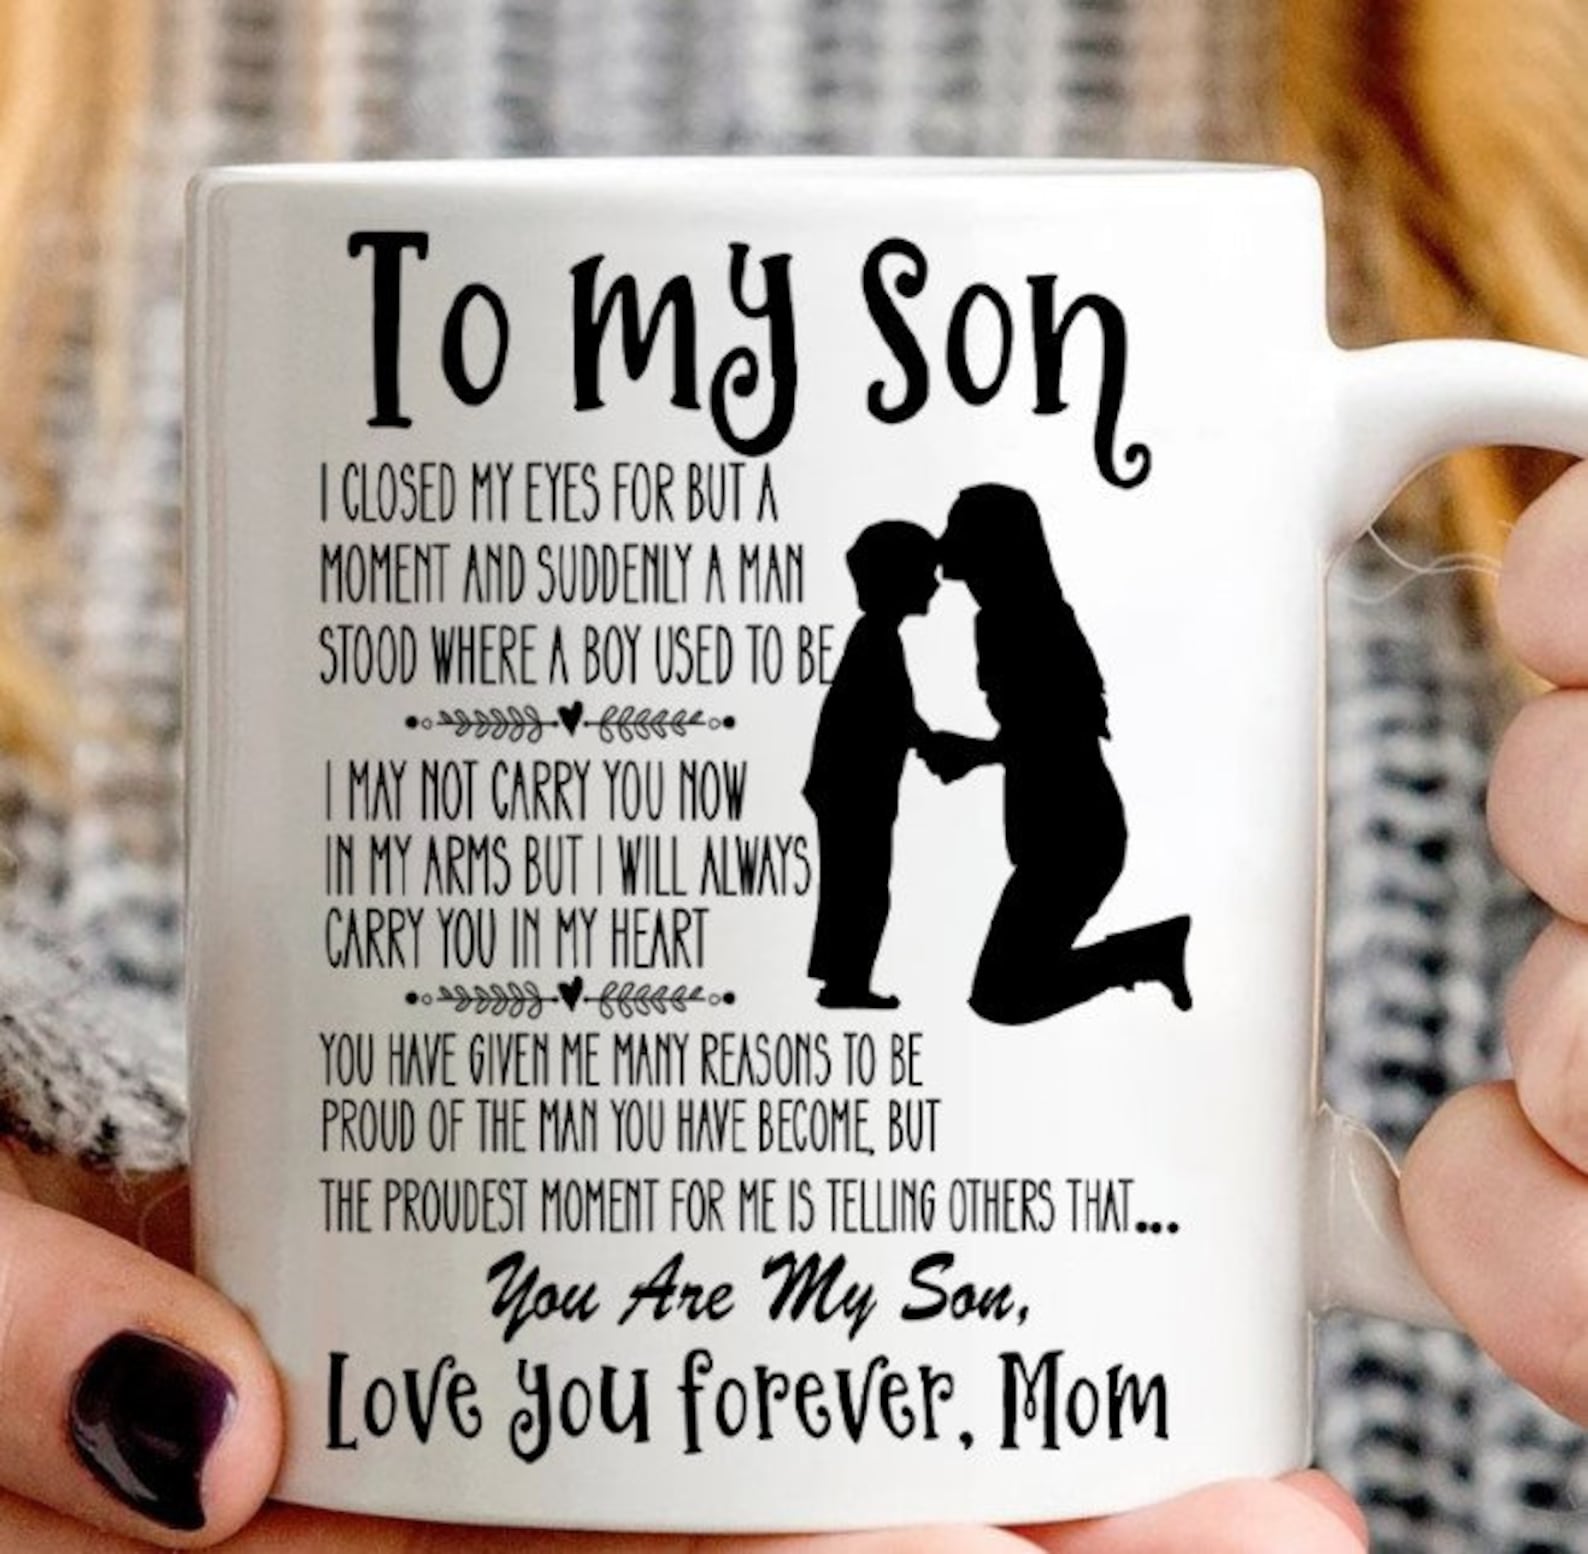 To my son
I CLOSED MY EYES FOR BUT A
MOMENT AND SUDDENLY A MAN
STOOD WHERE A BOY USED TO BE
I MAY NOT CARRY YOU NOW
IN MY ARMS BUT I WILL ALWAYS
CARRY YOU IN MY HEART
YOU HAVE GIVEN ME MANY REASONS TO BE
PROUD OF THE MAN YOU HAVE BECOME, BUT
THE PROUDEST MOMENT FOR ME IS TELLING OTHERS THAT...
You Are My Son,
Love you forever, Mom